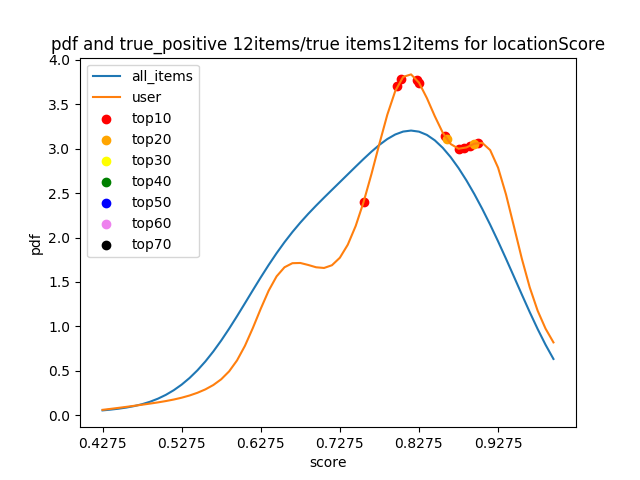 pdf and true_positive 12items/true items12items for locationScore
4.0
3.5
3.0
2.5
2.0
1.5
1.0
0.5
0.0
pdf
all_items
user
top10
top20
top30
top40
top50
top60
top70
0.4275 0.5275 0.6275 0.7275 0.8275 0.9275
score